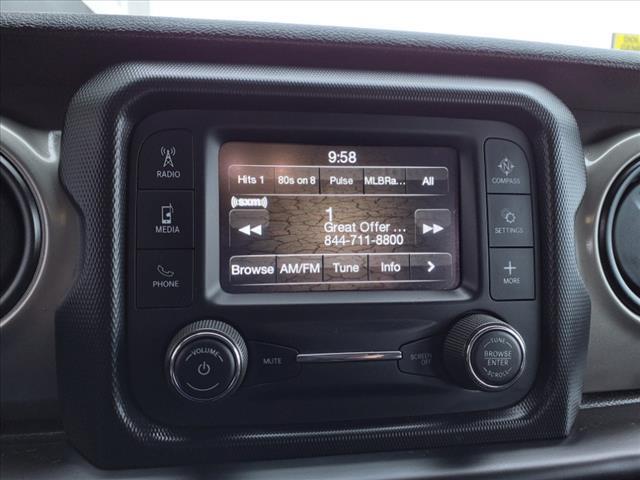 9:58
Hits 1 80s on 8 Pulse MLBRa... All
((sxm))
1
Great Offer ...
844-711-8800
Browse AM/FM Tune Info >
RADIO
MEDIA
PHONE
N
COMPASS
SETTINGS
+
MORE
VOLUME
MUTE
SCREEN
OFF
TUNE
BROWSE
ENTER
SCROLL